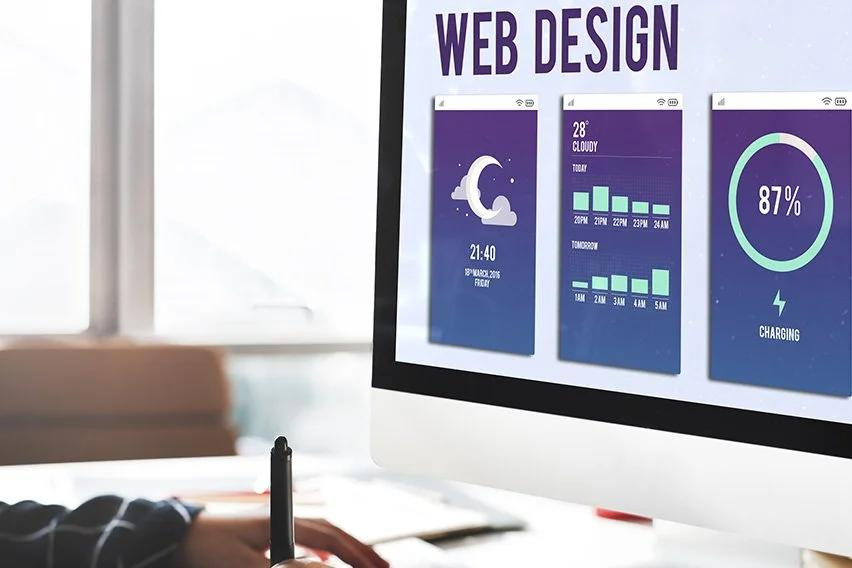 WEB DESIGN
21:40
18TH MARCH, 2016
FRIDAY
28°
CLOUDY
TODAY
20PM 21PM 22PM 23PM 24AM
TOMORROW
1AM 2AM 3AM 4AM 5AM
87%
CHARGING